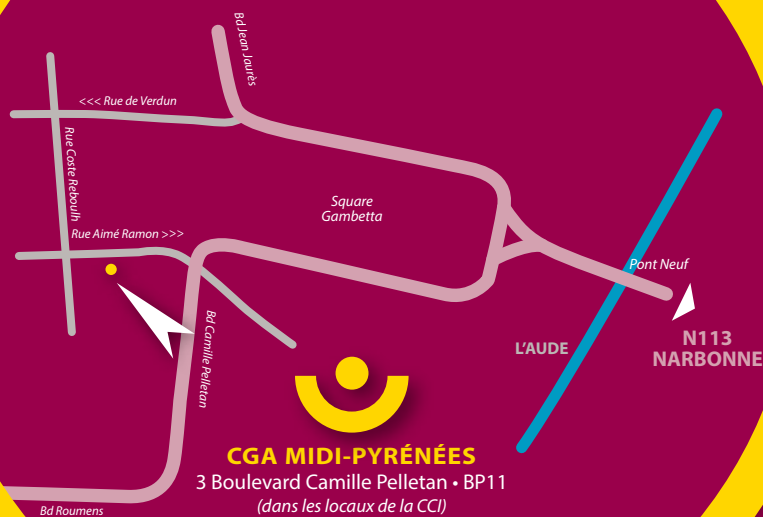 Bd Jean Jaurès
<<< Rue de Verdun
Rue Coste Reboulh
Square
Gambetta
Rue Aimé Ramon >>>
Pont Neuf
Bd Camille Pelletan
L'AUDE
N113
NARBONNE
CGA MIDI-PYRÉNÉES
3 Boulevard Camille Pelletan • BP11
(dans les locaux de la CCI)
Bd Roumens